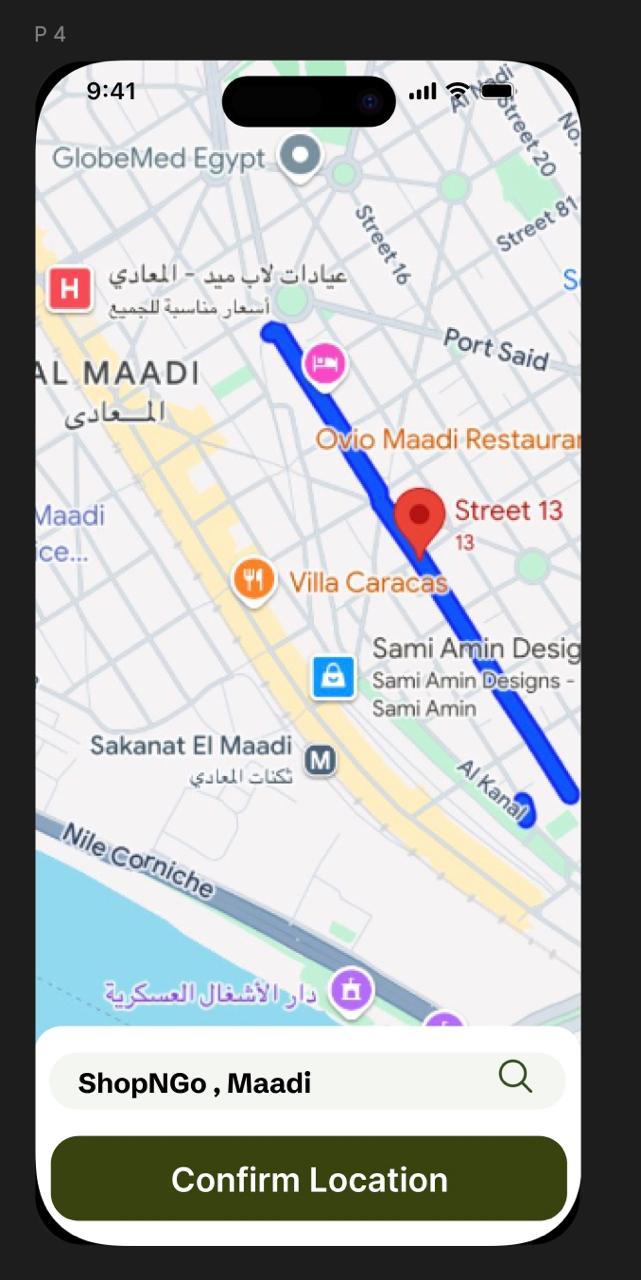 P 4
9:41
Al Nadi
Street 20
No.
GlobeMed Egypt
Street 81
Street 16
عيادات لاب ميد - المعادي
أسعار مناسبة للجميع
Port Said
AL MAADI
المعادى
Ovio Maadi Restauran
Maadi
ice...
Street 13
13
Villa Caracas
Sami Amin Desig
Sami Amin Designs -
Sami Amin
Sakanat El Maadi
ثكنات المعادي
M
H
Al Kanal
Nile Corniche
دار الأشغال العسكرية
ShopNGo , Maadi
Confirm Location